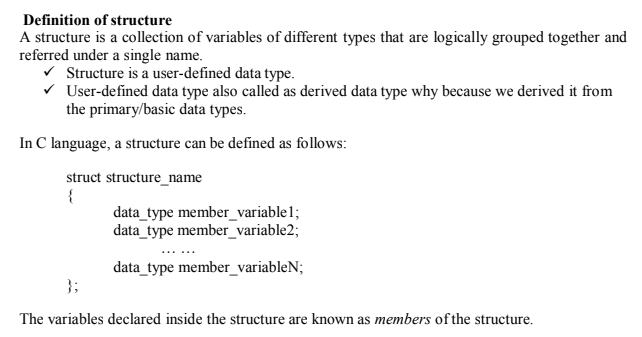 Definition of structure
A structure is a collection of variables of different types that are logically grouped together and
referred under a single name.
✓ Structure is a user-defined data type.
✓ User-defined data type also called as derived data type why because we derived it from
the primary/basic data types.
In C language, a structure can be defined as follows:
struct structure_name
{
data_type member_variable1;
data_type member_variable2;
… …
data_type member_variableN;
};
The variables declared inside the structure are known as members of the structure.